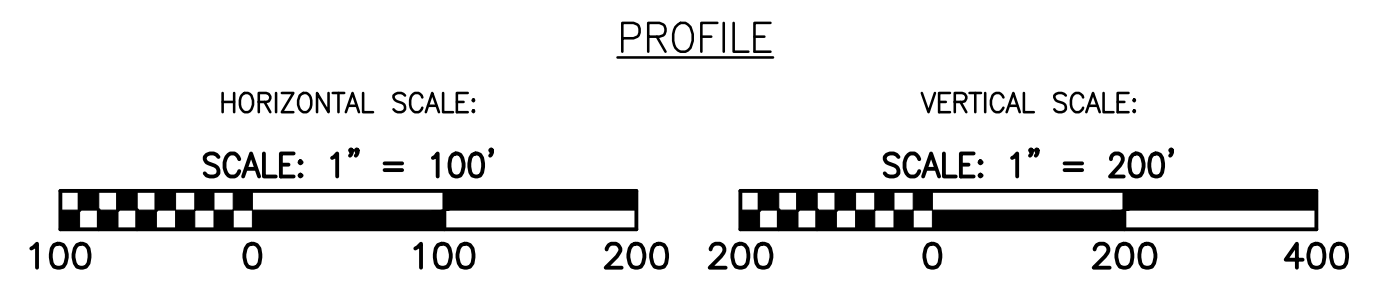 PROFILE
HORIZONTAL SCALE:
SCALE: 1" = 100'
100 0 100 200
VERTICAL SCALE:
SCALE: 1" = 200'
200 0 200 400